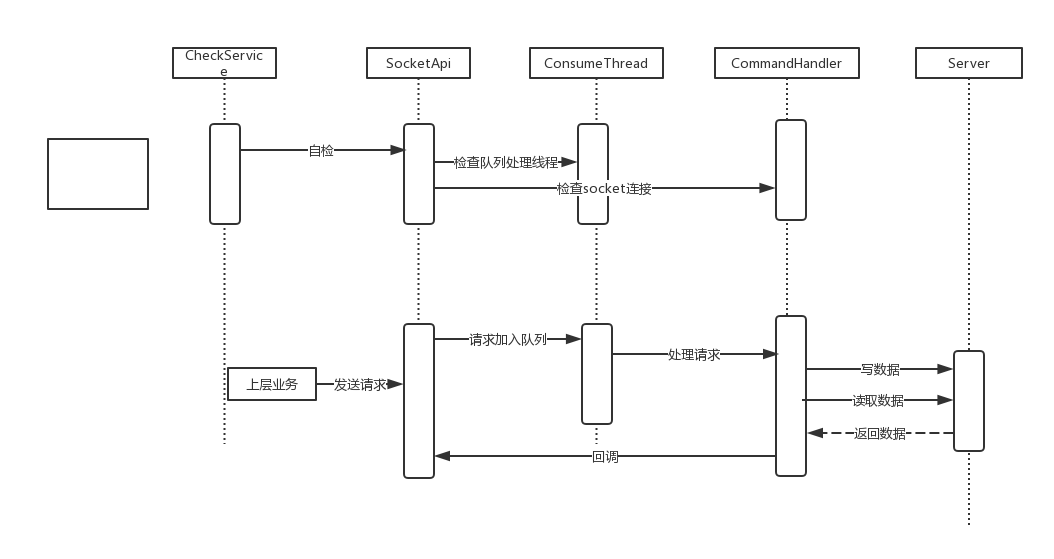 CheckServic
e
SocketApi
ConsumeThread
CommandHandler
Server
自检
检查队列处理线程
检查socket连接
请求加入队列
处理请求
写数据
上层业务
发送请求
读取数据
返回数据
回调